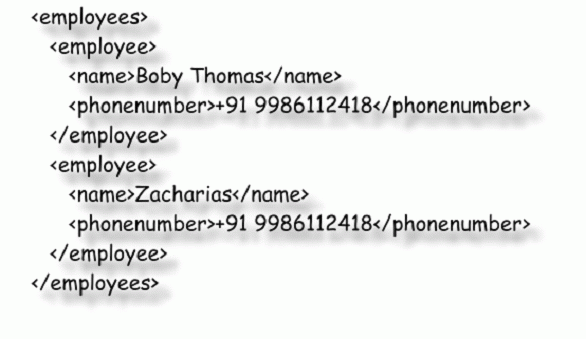 <employees>
<employee>
<name>Boby Thomas</name>
<phonenumber>+91 9986112418</phonenumber>
</employee>
<employee>
<name>Zacharias</name>
<phonenumber>+91 9986112418</phonenumber>
</employee>
</employees>